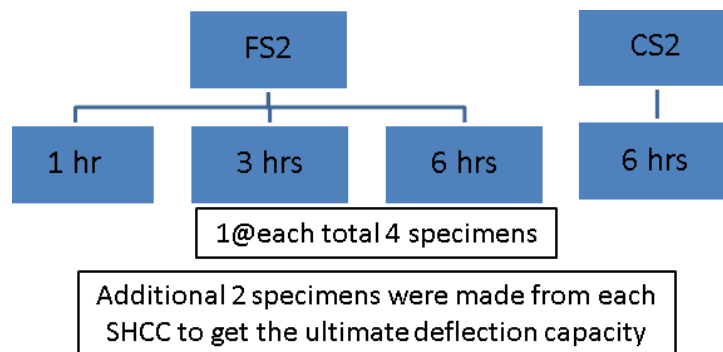 FS2
CS2
1 hr
3 hrs
6 hrs
6 hrs
1@each total 4 specimens
Additional 2 specimens were made from each
SHCC to get the ultimate deflection capacity